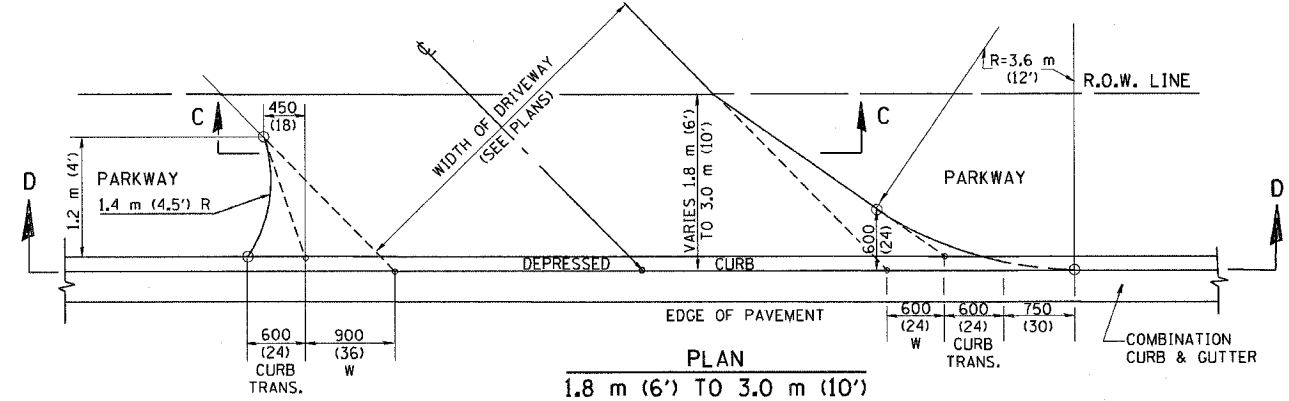 R=3.6 m
(12')
R.O.W. LINE
C
C
450
(18)
WIDTH OF DRIVEWAY
(SEE PLANS)
VARIES 1.8 m (6')
TO 3.0 m (10')
D
D
1.2 m (4')
PARKWAY
1.4 m (4.5') R
PARKWAY
600
(24)
DEPRESSED CURB
EDGE OF PAVEMENT
600
(24)
CURB
TRANS.
900
(36)
W
600
(24)
W
600
(24)
CURB
TRANS.
750
(30)
COMBINATION
CURB & GUTTER
PLAN
1.8 m (6') TO 3.0 m (10')